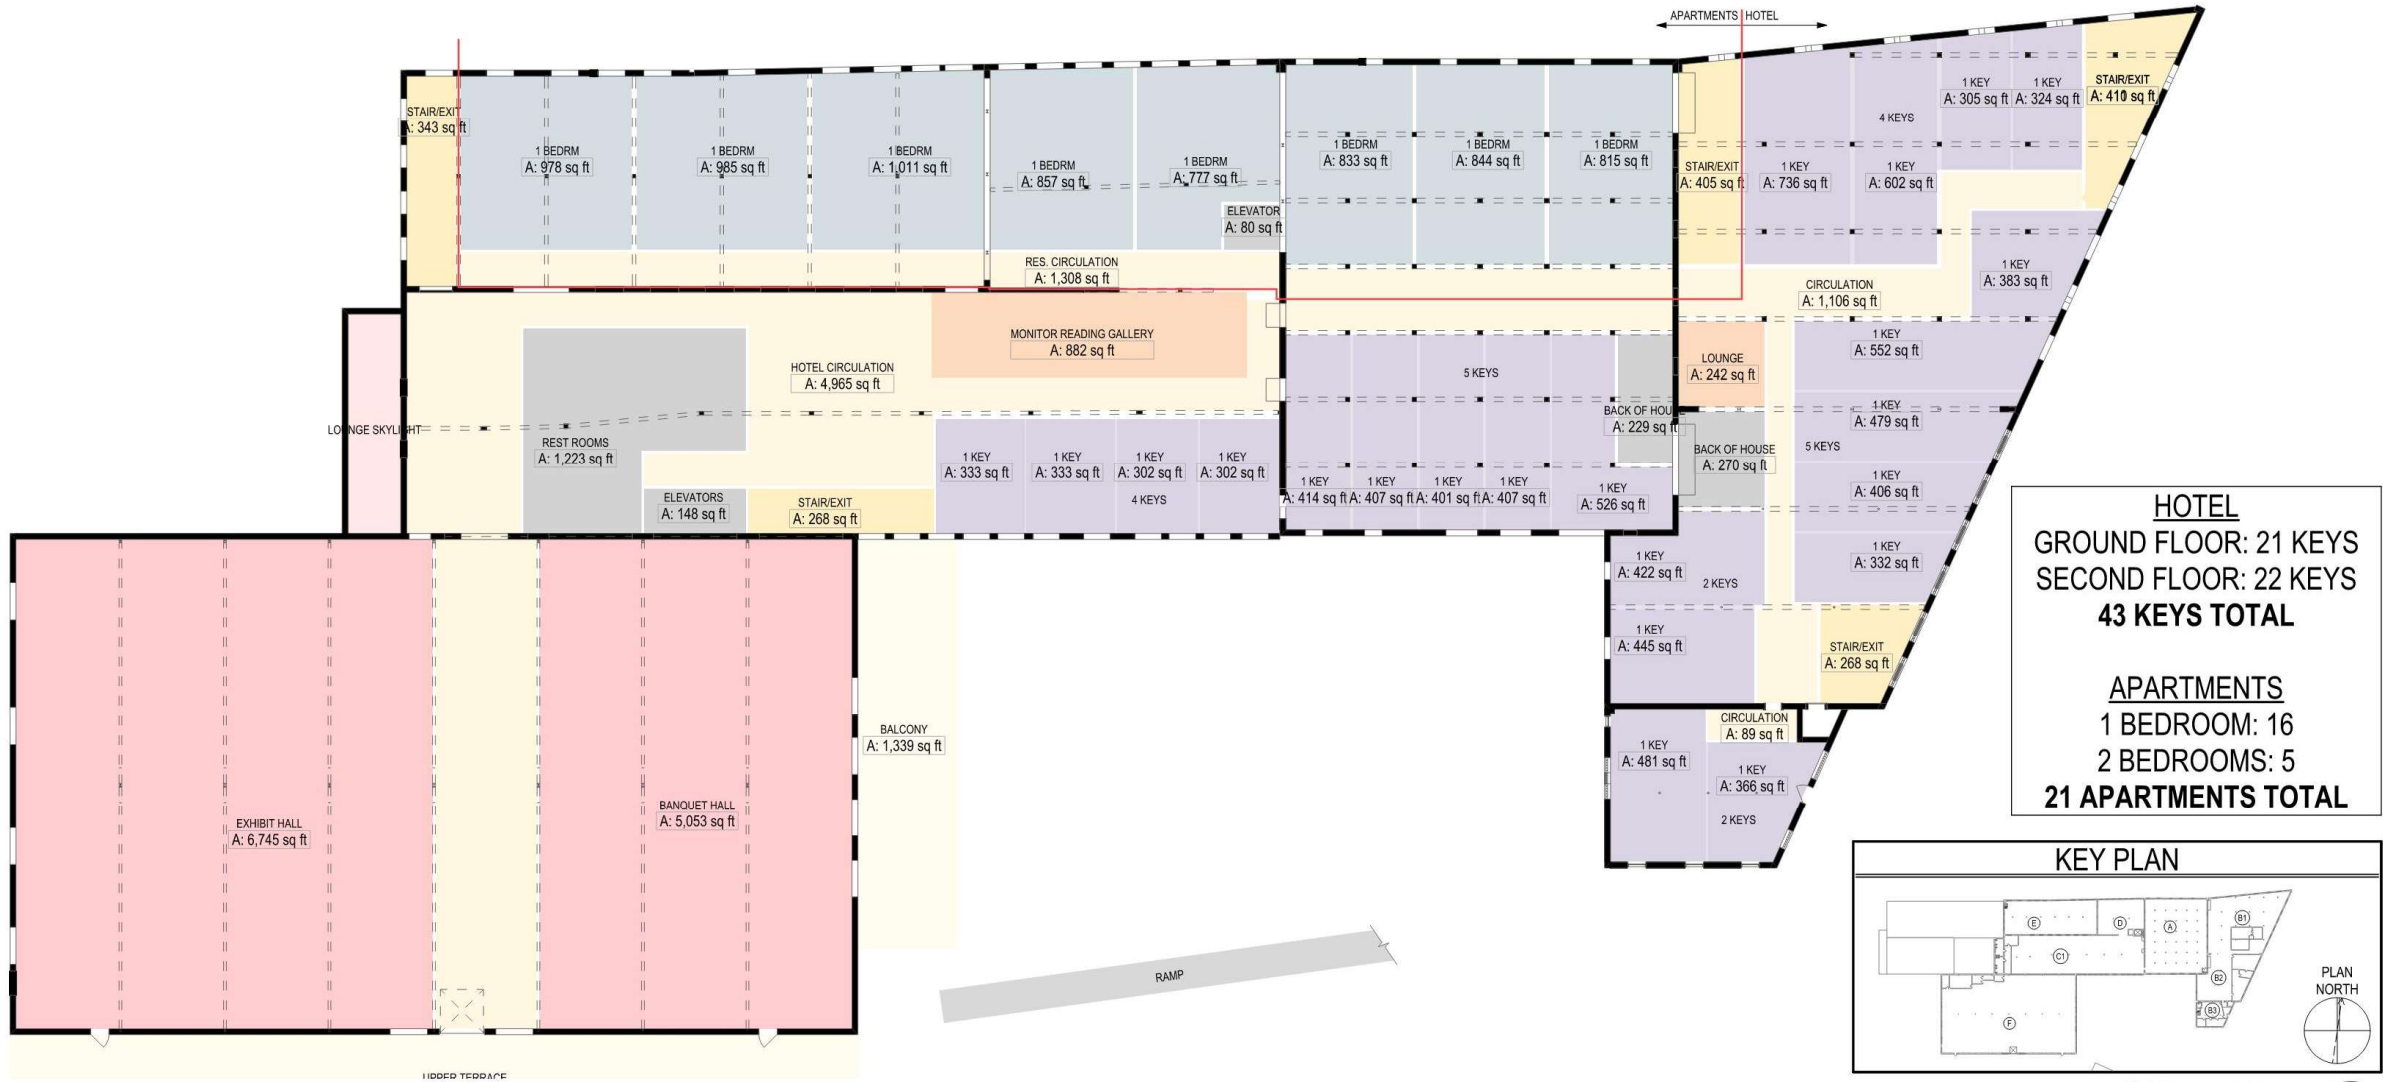 APARTMENTS HOTEL
STAIR/EXIT
A: 343 sq ft
1 BEDRM
A: 978 sq ft
1 BEDRM
A: 985 sq ft
1 BEDRM
A: 1,011 sq ft
1 BEDRM
A: 857 sq ft
1 BEDRM
A: 777 sq ft
ELEVATOR
A: 80 sq ft
1 BEDRM
A: 833 sq ft
1 BEDRM
A: 844 sq ft
1 BEDRM
A: 815 sq ft
STAIR/EXIT
A: 405 sq ft
1 KEY
A: 736 sq ft
4 KEYS
1 KEY
A: 602 sq ft
1 KEY
A: 305 sq ft
1 KEY
A: 324 sq ft
STAIR/EXIT
A: 410 sq ft
RES. CIRCULATION
A: 1,308 sq ft
1 KEY
A: 383 sq ft
CIRCULATION
A: 1,106 sq ft
MONITOR READING GALLERY
A: 882 sq ft
HOTEL CIRCULATION
A: 4,965 sq ft
5 KEYS
LOUNGE
A: 242 sq ft
1 KEY
A: 552 sq ft
LOUNGE SKYLIGHT
REST ROOMS
A: 1,223 sq ft
BACK OF HOUSE
A: 229 sq ft
BACK OF HOUSE
A: 270 sq ft
1 KEY
A: 479 sq ft
5 KEYS
1 KEY
A: 333 sq ft
1 KEY
A: 333 sq ft
1 KEY
A: 302 sq ft
1 KEY
A: 302 sq ft
4 KEYS
ELEVATORS
A: 148 sq ft
STAIR/EXIT
A: 268 sq ft
1 KEY
A: 414 sq ft
1 KEY
A: 407 sq ft
1 KEY
A: 401 sq ft
1 KEY
A: 407 sq ft
1 KEY
A: 526 sq ft
1 KEY
A: 406 sq ft
1 KEY
A: 332 sq ft
1 KEY
A: 422 sq ft
2 KEYS
1 KEY
A: 445 sq ft
STAIR/EXIT
A: 268 sq ft
CIRCULATION
A: 89 sq ft
1 KEY
A: 481 sq ft
1 KEY
A: 366 sq ft
2 KEYS
BALCONY
A: 1,339 sq ft
EXHIBIT HALL
A: 6,745 sq ft
BANQUET HALL
A: 5,053 sq ft
RAMP
UPPER TERRACE
HOTEL
GROUND FLOOR: 21 KEYS
SECOND FLOOR: 22 KEYS
43 KEYS TOTAL
APARTMENTS
1 BEDROOM: 16
2 BEDROOMS: 5
21 APARTMENTS TOTAL
KEY PLAN
E
D
A
B1
C1
B2
B3
F
PLAN
NORTH